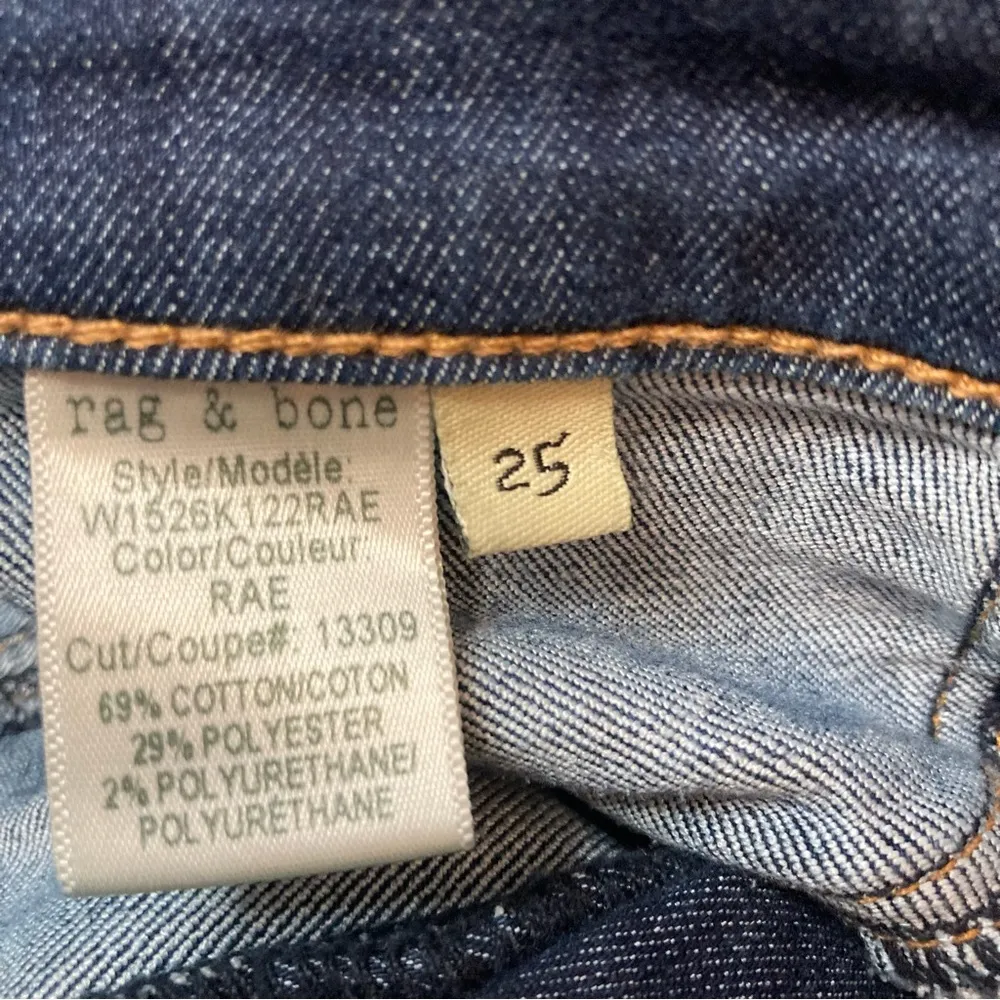 rag & bone
Style/Modèle:
W1526K122RAE
Color/Couleur:
RAE
Cut/Coupe#: 13309
69% COTTON/COTON
29% POLYESTER
2% POLYURETHANE/
POLYURÉTHANE
25